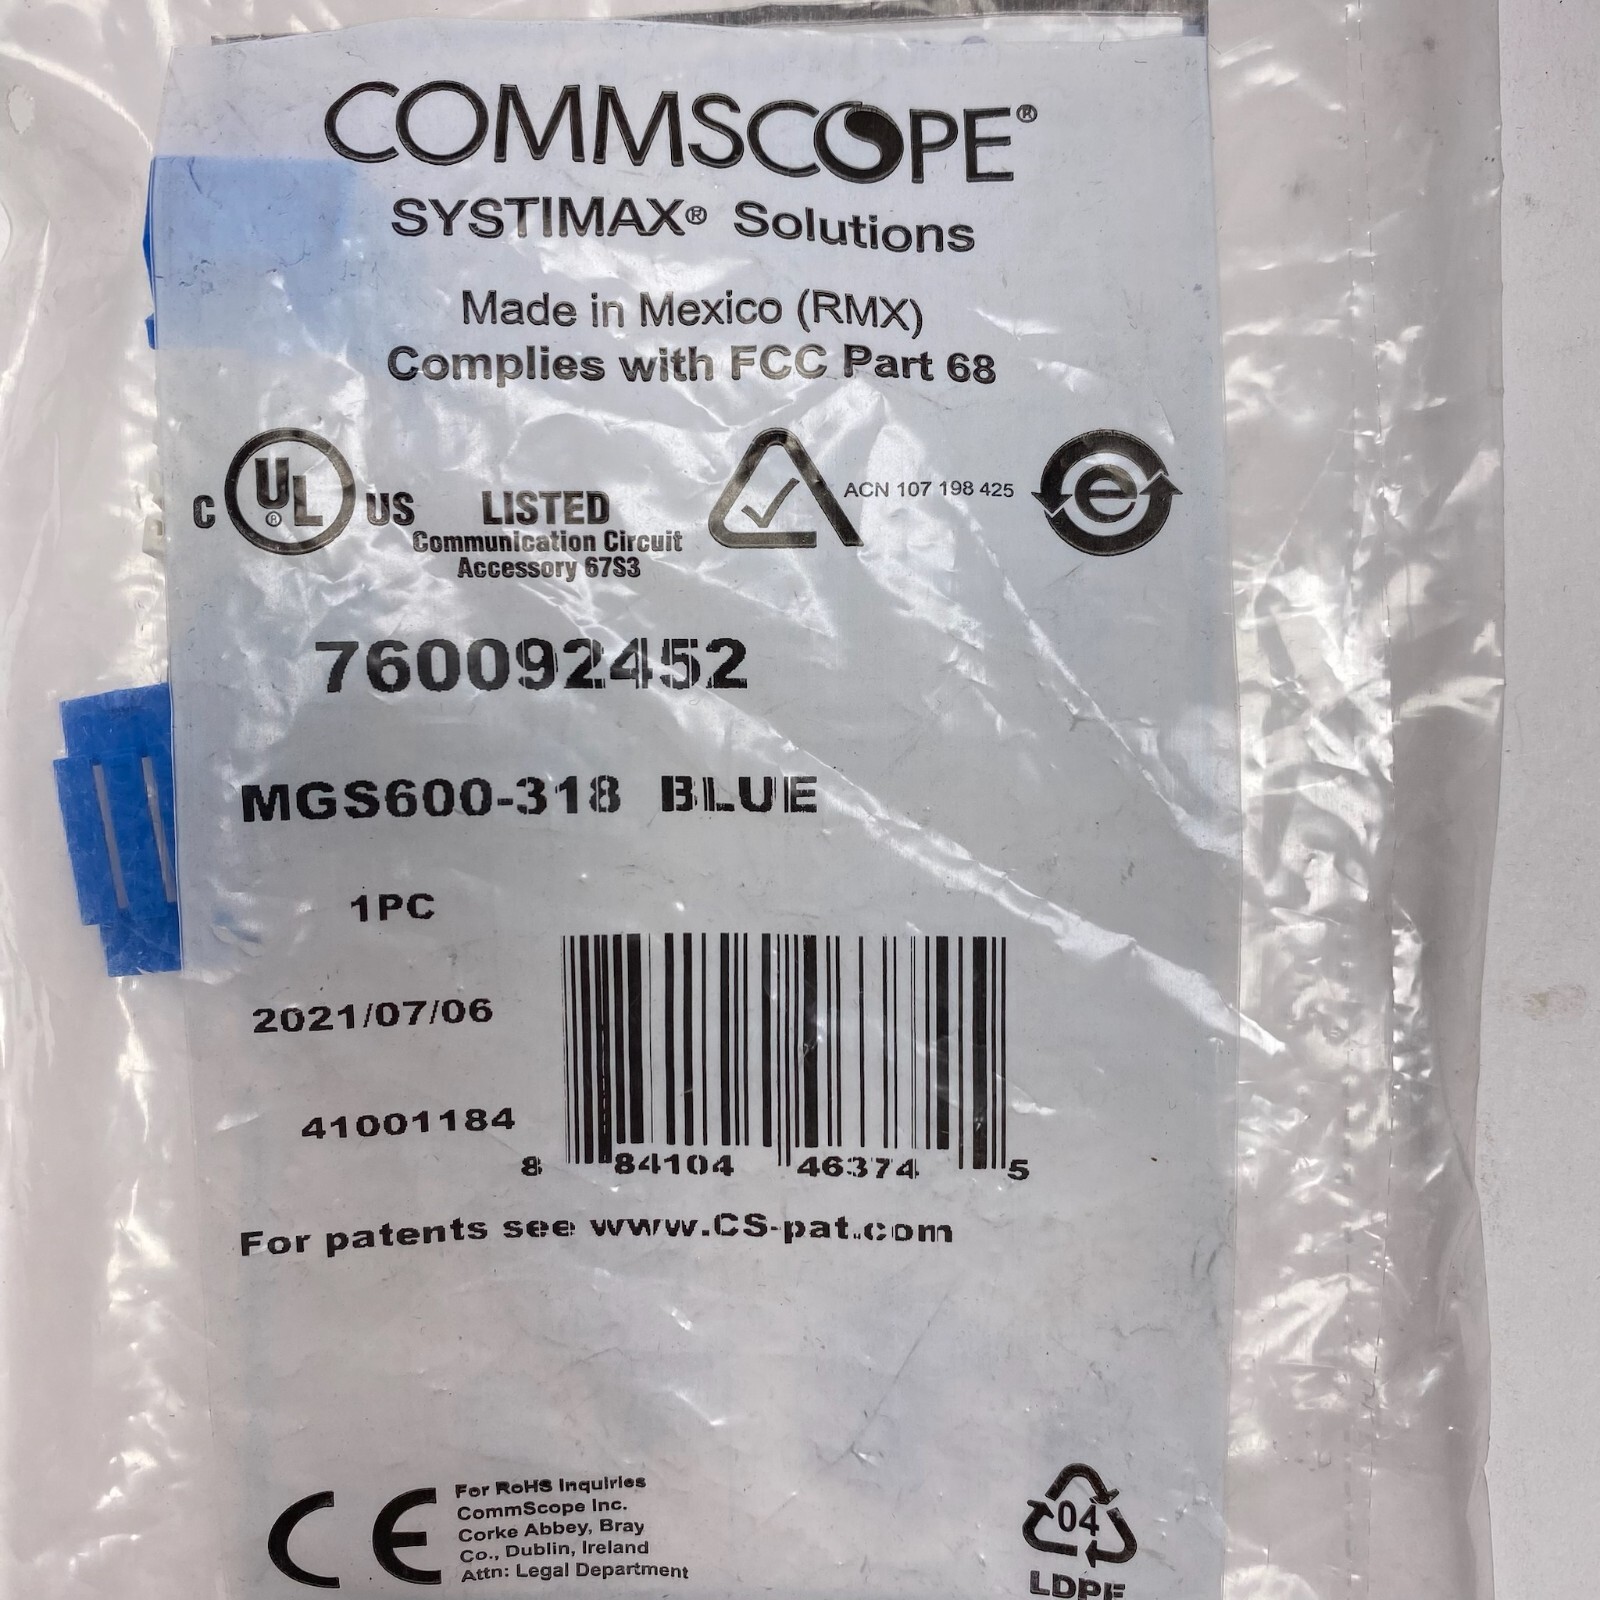 COMMSCOPE®
SYSTIMAX® Solutions
Made in Mexico (RMX)
Complies with FCC Part 68
C UL® US LISTED
Communication Circuit
Accessory 67S3
ACN 107 198 425
e
760092452
MGS600-318 BLUE
1PC
2021/07/06
41001184
8 84104 46374 5
For patents see www.CS-pat.com
CE
For RoHS Inquiries
CommScope Inc.
Corke Abbey, Bray
Co., Dublin, Ireland
Attn: Legal Department
04
LDPE